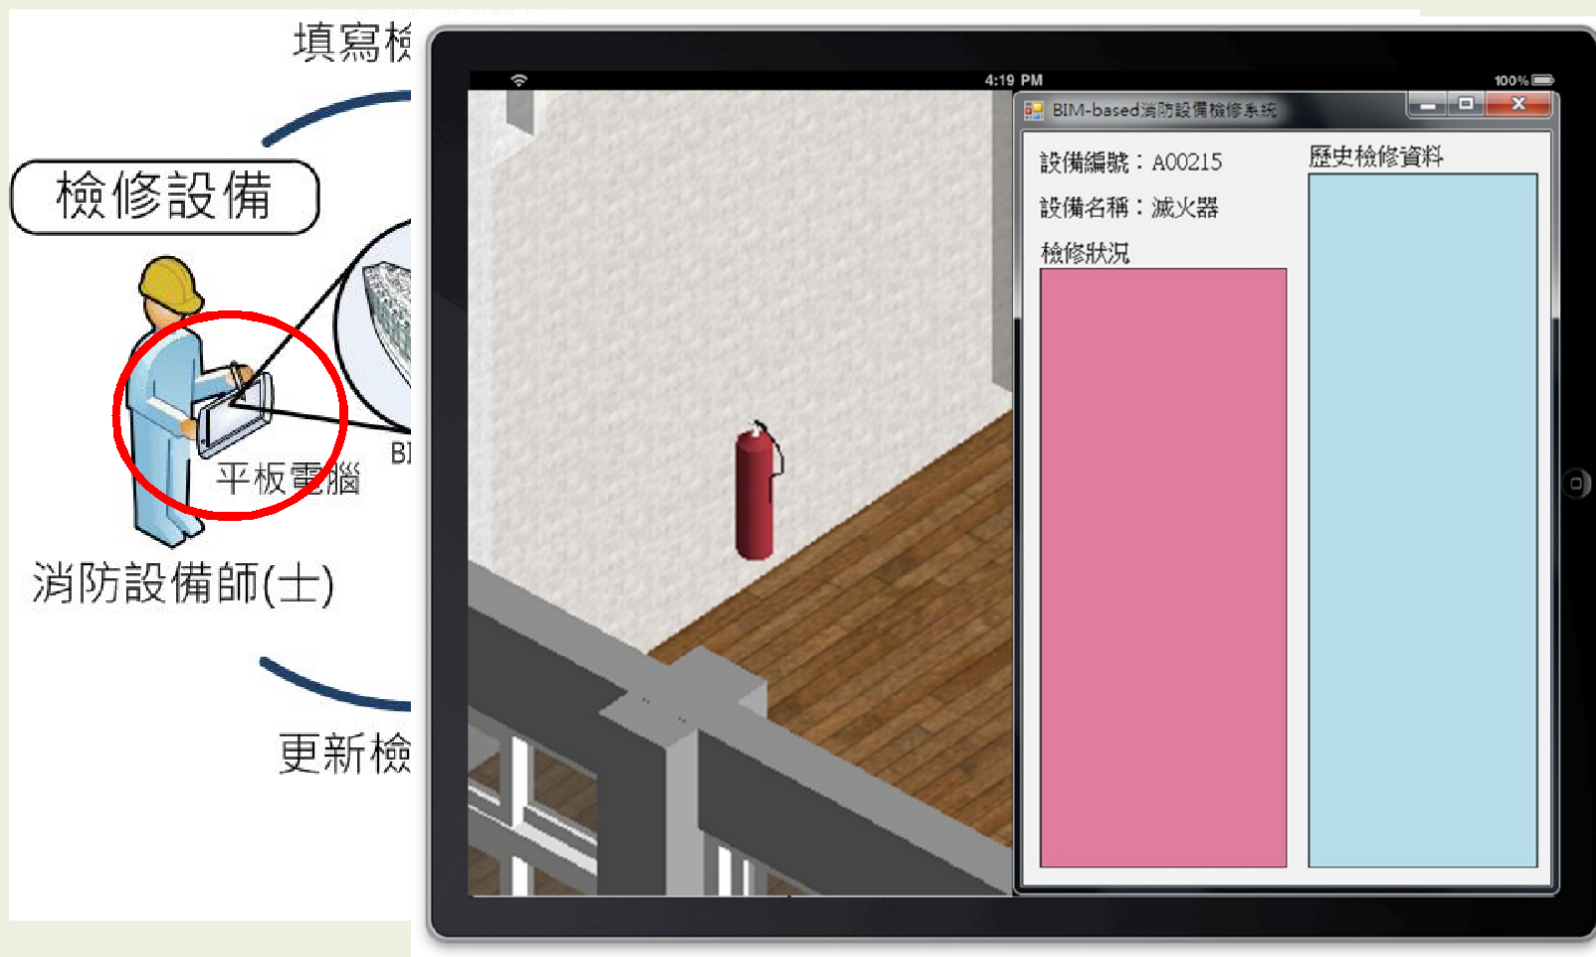 填寫檢
檢修設備
平板電腦
消防設備師(士)
更新檢
4:19 PM
100%
BIM-based消防設備檢修系統
設備編號：A00215
設備名稱：滅火器
檢修狀況
歷史檢修資料